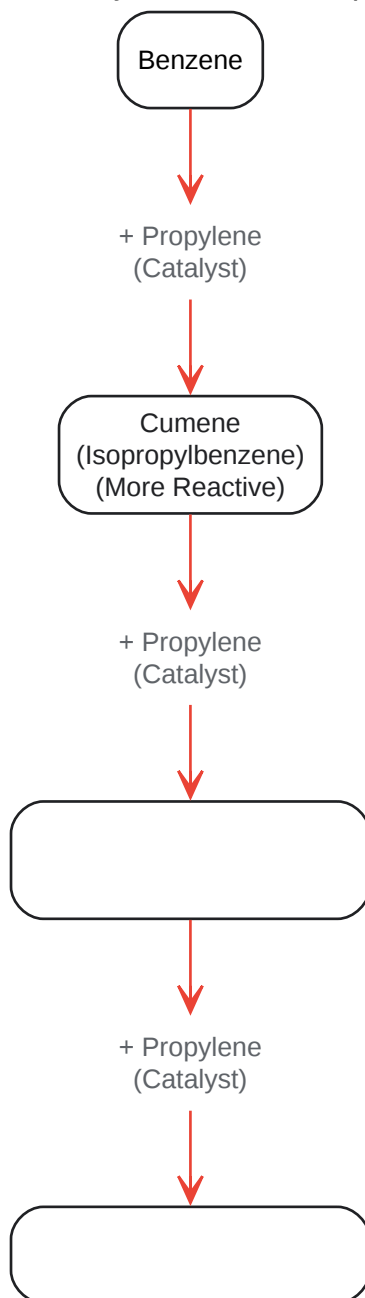 Benzene
+ Propylene
(Catalyst)
Cumene
(Isopropylbenzene)
(More Reactive)
+ Propylene
(Catalyst)
+ Propylene
(Catalyst)